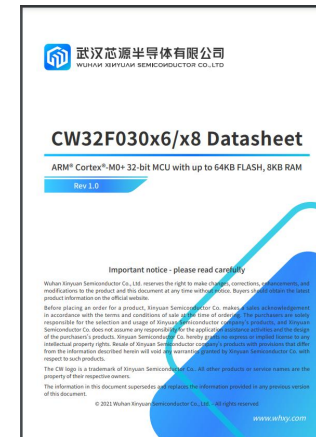 武汉芯源半导体有限公司
WUHAN XINYUAN SEMICONDUCTOR CO.,LTD
CW32F030x6/x8 Datasheet
ARM® Cortex®-M0+ 32-bit MCU with up to 64KB FLASH, 8KB RAM
Rev 1.0
Important notice - please read carefully
Wuhan Xinyuan Semiconductor Co., Ltd. reserves the right to make changes, corrections, enhancements, and
modifications to the product and this document at any time without notice. Buyers should obtain the latest
product information on the official website.
Before placing an order for a product, Xinyuan Semiconductor Co. makes a sales acknowledgement
in accordance with the terms and conditions of sale at the time of ordering. The purchasers are solely
responsible for the selection and usage of Xinyuan Semiconductor company's products, and Xinyuan
Semiconductor Co. does not assume any responsibility for the application assistance activities and the design
of the purchaser's products. Xinyuan Semiconductor Co. hereby grants no express or implied license to any
intellectual property rights. Resale of Xinyuan Semiconductor company's products with provisions that differ
from the information described herein will void any warranties granted by Xinyuan Semiconductor Co. with
respect to such products.
The CW logo is a trademark of Xinyuan Semiconductor Co. All other products or service names are the
property of their respective owners.
The information in this document supersedes and replaces the information provided in any previous version
of this document.
© 2021 Wuhan Xinyuan Semiconductor Co., Ltd. - All rights reserved
www.whxy.com